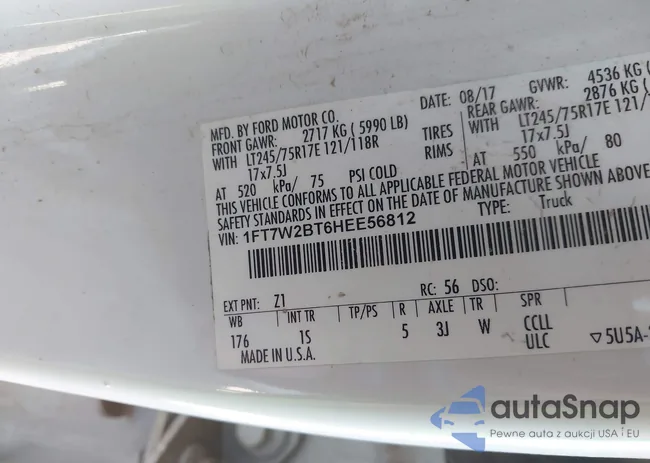 MFD. BY FORD MOTOR CO.
DATE: 08/17 GVWR: 4536 KG
FRONT GAWR: 2717 KG ( 5990 LB)
REAR GAWR: 2876 KG
WITH LT245/75R17E 121/118R TIRES
WITH LT245/75R17E 121/
17x7.5J RIMS 17x7.5J
AT 520 kPa/ 75 PSI COLD
AT 550 kPa/ 80
THIS VEHICLE CONFORMS TO ALL APPLICABLE FEDERAL MOTOR VEHICLE
SAFETY STANDARDS IN EFFECT ON THE DATE OF MANUFACTURE SHOWN ABOVE.
VIN: 1FT7W2BT6HEE56812
TYPE: Truck
EXT PNT: Z1 RC: 56 DSO:
WB INT TR TP/PS R AXLE TR SPR
176 1S 5 3J W CCLL
ULC ▽5U5A-
MADE IN U.S.A.
autaSnap
Pewne auta z aukcji USA i EU